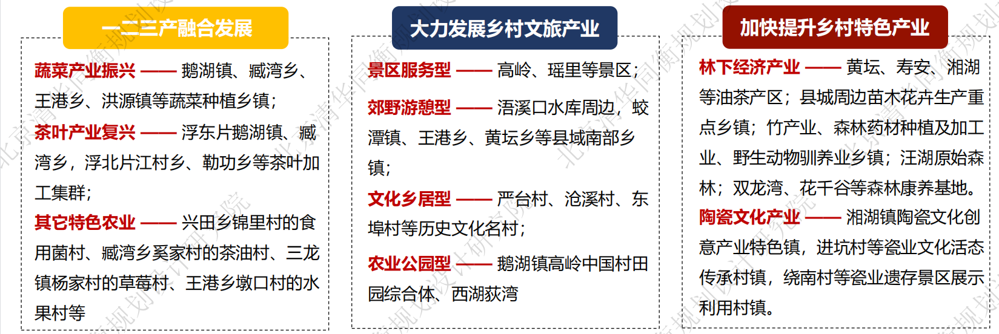 一二三产融合发展
蔬菜产业振兴 —— 鹅湖镇、臧湾乡、
王港乡、洪源镇等蔬菜种植乡镇；
茶叶产业复兴 —— 浮东片鹅湖镇、臧
湾乡，浮北片江村乡、勒功乡等茶叶加
工集群；
其它特色农业 —— 兴田乡锦里村的食
用菌村、臧湾乡奚家村的茶油村、三龙
镇杨家村的草莓村、王港乡墩口村的水
果村等
大力发展乡村文旅产业
景区服务型 —— 高岭、瑶里等景区；
郊野游憩型 —— 浯溪口水库周边，蛟
潭镇、王港乡、黄坛乡等县域南部乡
镇；
文化乡居型 —— 严台村、沧溪村、东
埠村等历史文化名村；
农业公园型 —— 鹅湖镇高岭中国村田
园综合体、西湖荻湾
加快提升乡村特色产业
林下经济产业 —— 黄坛、寿安、湘湖
等油茶产区；县城周边苗木花卉生产重
点乡镇；竹产业、森林药材种植及加工
业、野生动物驯养业乡镇；汪湖原始森
林；双龙湾、花千谷等森林康养基地。
陶瓷文化产业 —— 湘湖镇陶瓷文化创
意产业特色镇，进坑村等瓷业文化活态
传承村镇，绕南村等瓷业遗存景区展示
利用村镇。
北京清华同衡规划设计研究院